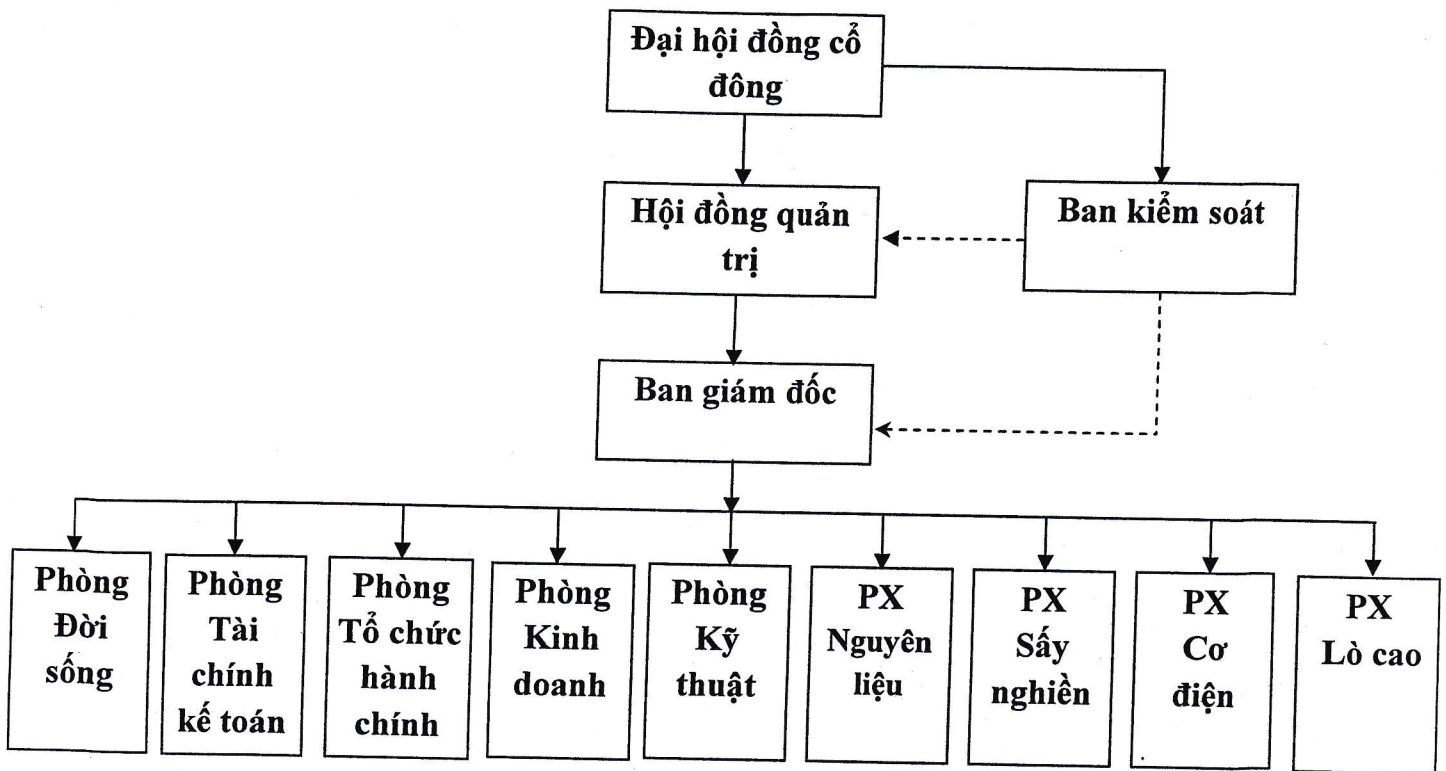 Đại hội đồng cổ
đông
Hội đồng quản
trị
Ban kiểm soát
Ban giám đốc
Phòng
Đời
sống
Phòng
Tài
chính
kế toán
Phòng
Tổ chức
hành
chính
Phòng
Kinh
doanh
Phòng
Kỹ
thuật
PX
Nguyên
liệu
PX
Sấy
nghiền
PX
Cơ
điện
PX
Lò cao